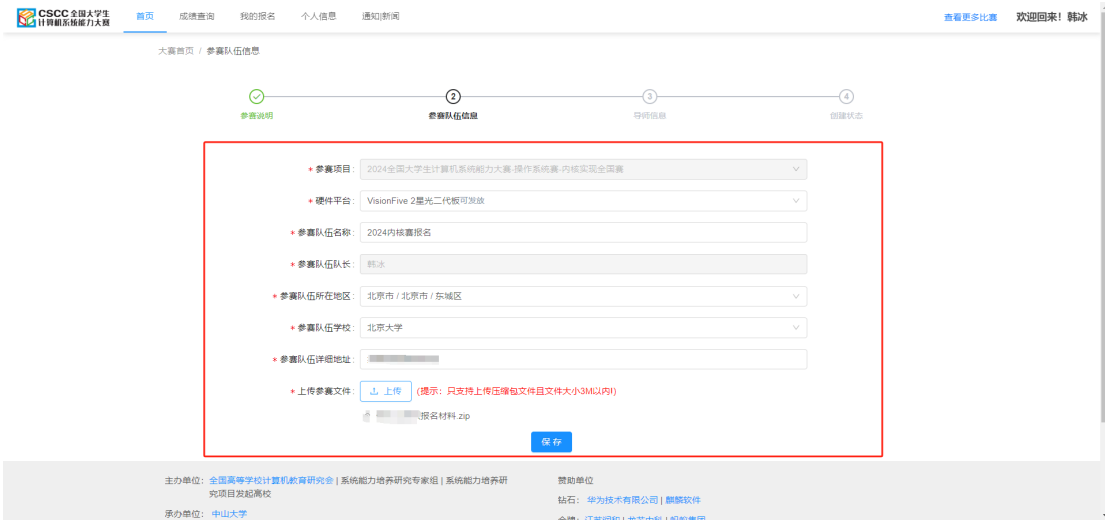 CSCC 全国大学生
计算机系统能力大赛
首页 成绩查询 我的报名 个人信息 通知|新闻 查看更多比赛 欢迎回来！韩冰
大赛首页 / 参赛队伍信息
2 3 4
参赛说明 参赛队伍信息 导师信息 创建状态
* 参赛项目: 2024全国大学生计算机系统能力大赛-操作系统赛-内核实现全国赛
* 硬件平台: VisionFive 2星光二代板可发放
* 参赛队伍名称: 2024内核赛报名
* 参赛队伍队长: 韩冰
* 参赛队伍所在地区: 北京市 / 北京市 / 东城区
* 参赛队伍学校: 北京大学
* 参赛队伍详细地址:
* 上传参赛文件: 上传 (提示：只支持上传压缩包文件且文件大小3M以内!)
报名材料.zip
保存
主办单位： 全国高等学校计算机教育研究会 | 系统能力培养研究专家组 | 系统能力培养研
究项目发起高校
承办单位： 中山大学
赞助单位
钻石： 华为技术有限公司 | 麒麟软件